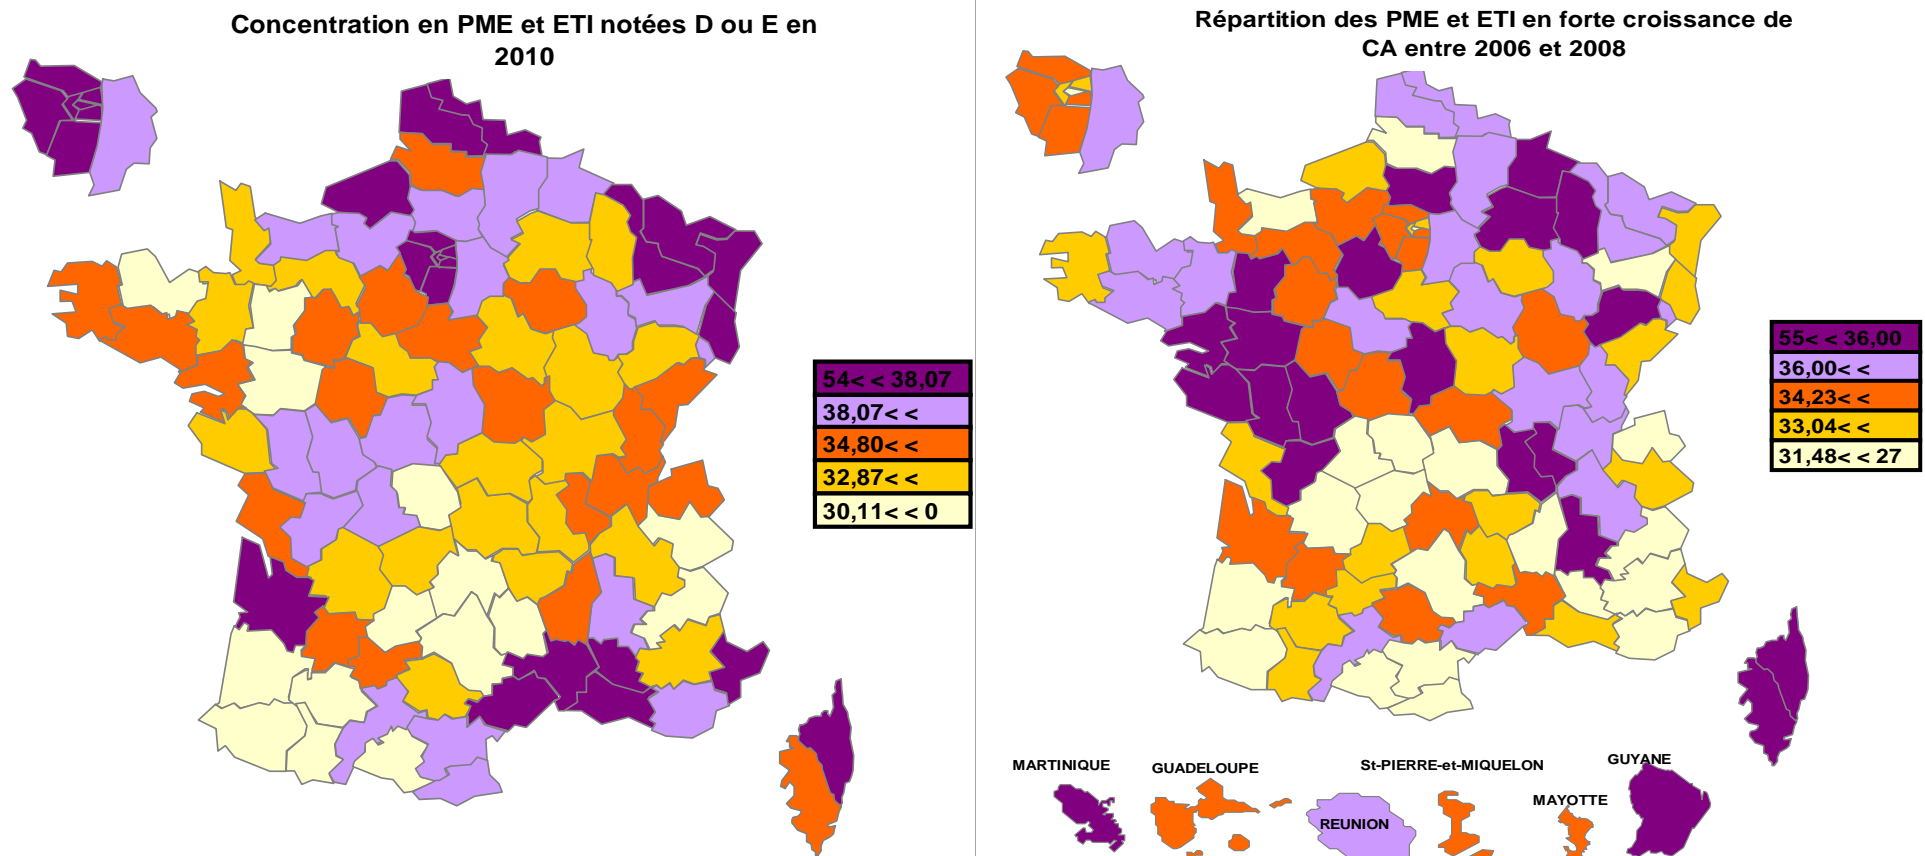 Concentration en PME et ETI notées D ou E en
2010
54< < 38,07
38,07< <
34,80< <
32,87< <
30,11< < 0
Répartition des PME et ETI en forte croissance de
CA entre 2006 et 2008
55< < 36,00
36,00< <
34,23< <
33,04< <
31,48< < 27
MARTINIQUE
GUADELOUPE
St-PIERRE-et-MIQUELON
GUYANE
MAYOTTE
REUNION